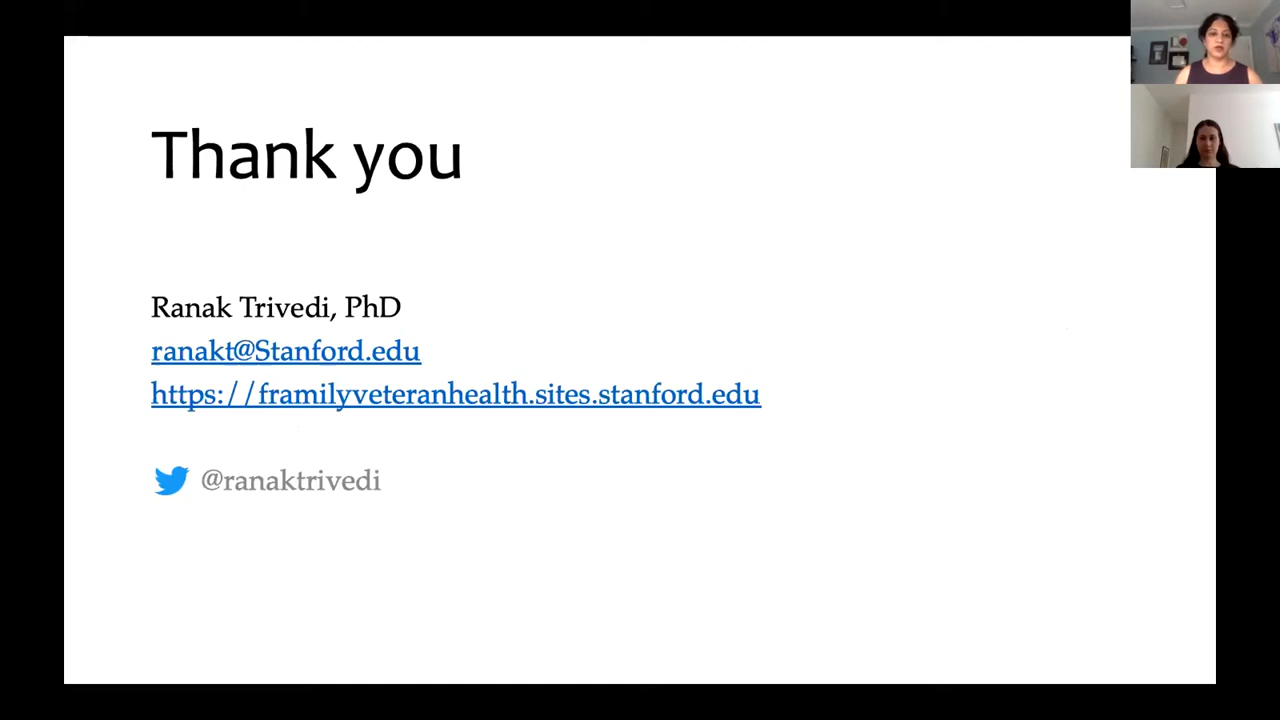 Thank you
Ranak Trivedi, PhD
ranakt@Stanford.edu
https://framilyveteranhealth.sites.stanford.edu
@ranaktrivedi